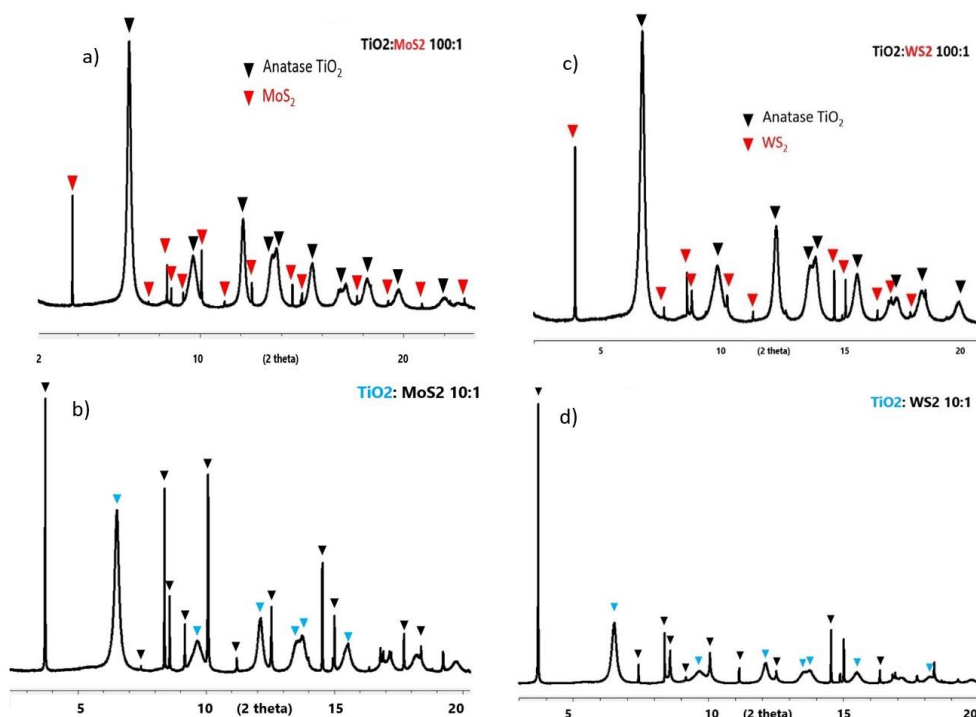 a)
TiO2:MoS2 100:1
Anatase TiO₂
MoS₂
2 10 (2 theta) 20
c)
TiO2:WS2 100:1
Anatase TiO₂
WS₂
5 10 (2 theta) 15 20
b)
TiO2: MoS2 10:1
5 10 (2 theta) 15 20
d)
TiO2: WS2 10:1
5 10 (2 theta) 15 20